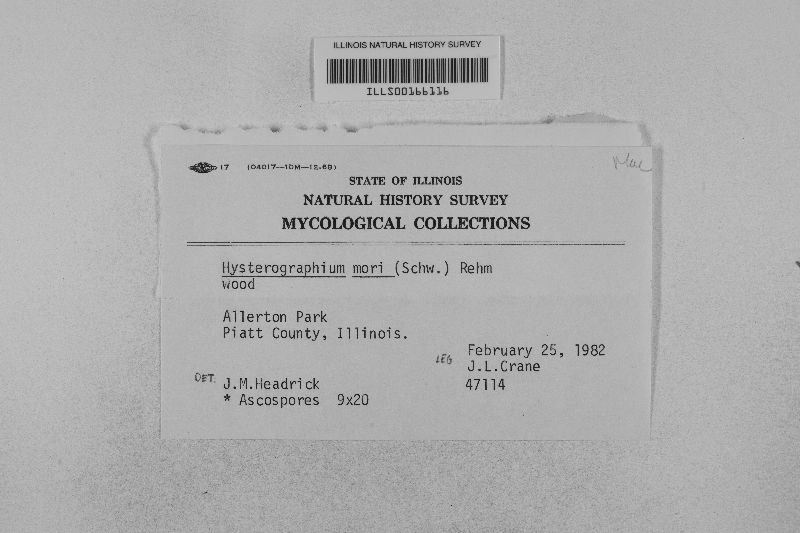 ILLINOIS NATURAL HISTORY SURVEY
ILLS00166116
17 (04017—10M—12-68)
STATE OF ILLINOIS
NATURAL HISTORY SURVEY
MYCOLOGICAL COLLECTIONS
Hysterographium mori (Schw.) Rehm
wood
Allerton Park
Piatt County, Illinois.
February 25, 1982
LEG J.L.Crane
DET. J.M.Headrick 47114
* Ascospores 9x20